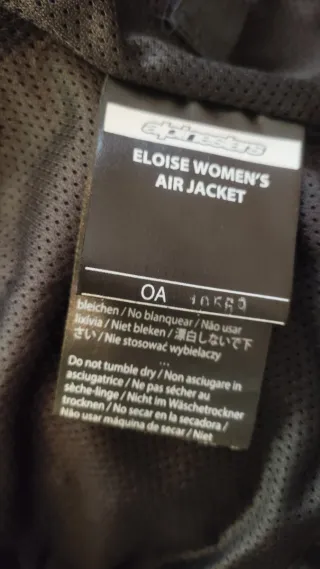 alpinestars
ELOISE WOMEN'S
AIR JACKET
OA 10569
bleichen / No blanquear / Não usar
lixívia / Niet bleken / 漂白しないで下
さい / Nie stosować wybielaczy
...
Do not tumble dry / Non asciugare in
asciugatrice / Ne pas sécher au
sèche-linge / Nicht im Wäschetrockner
trocknen / No secar en la secadora /
Não usar máquina de secar / Niet